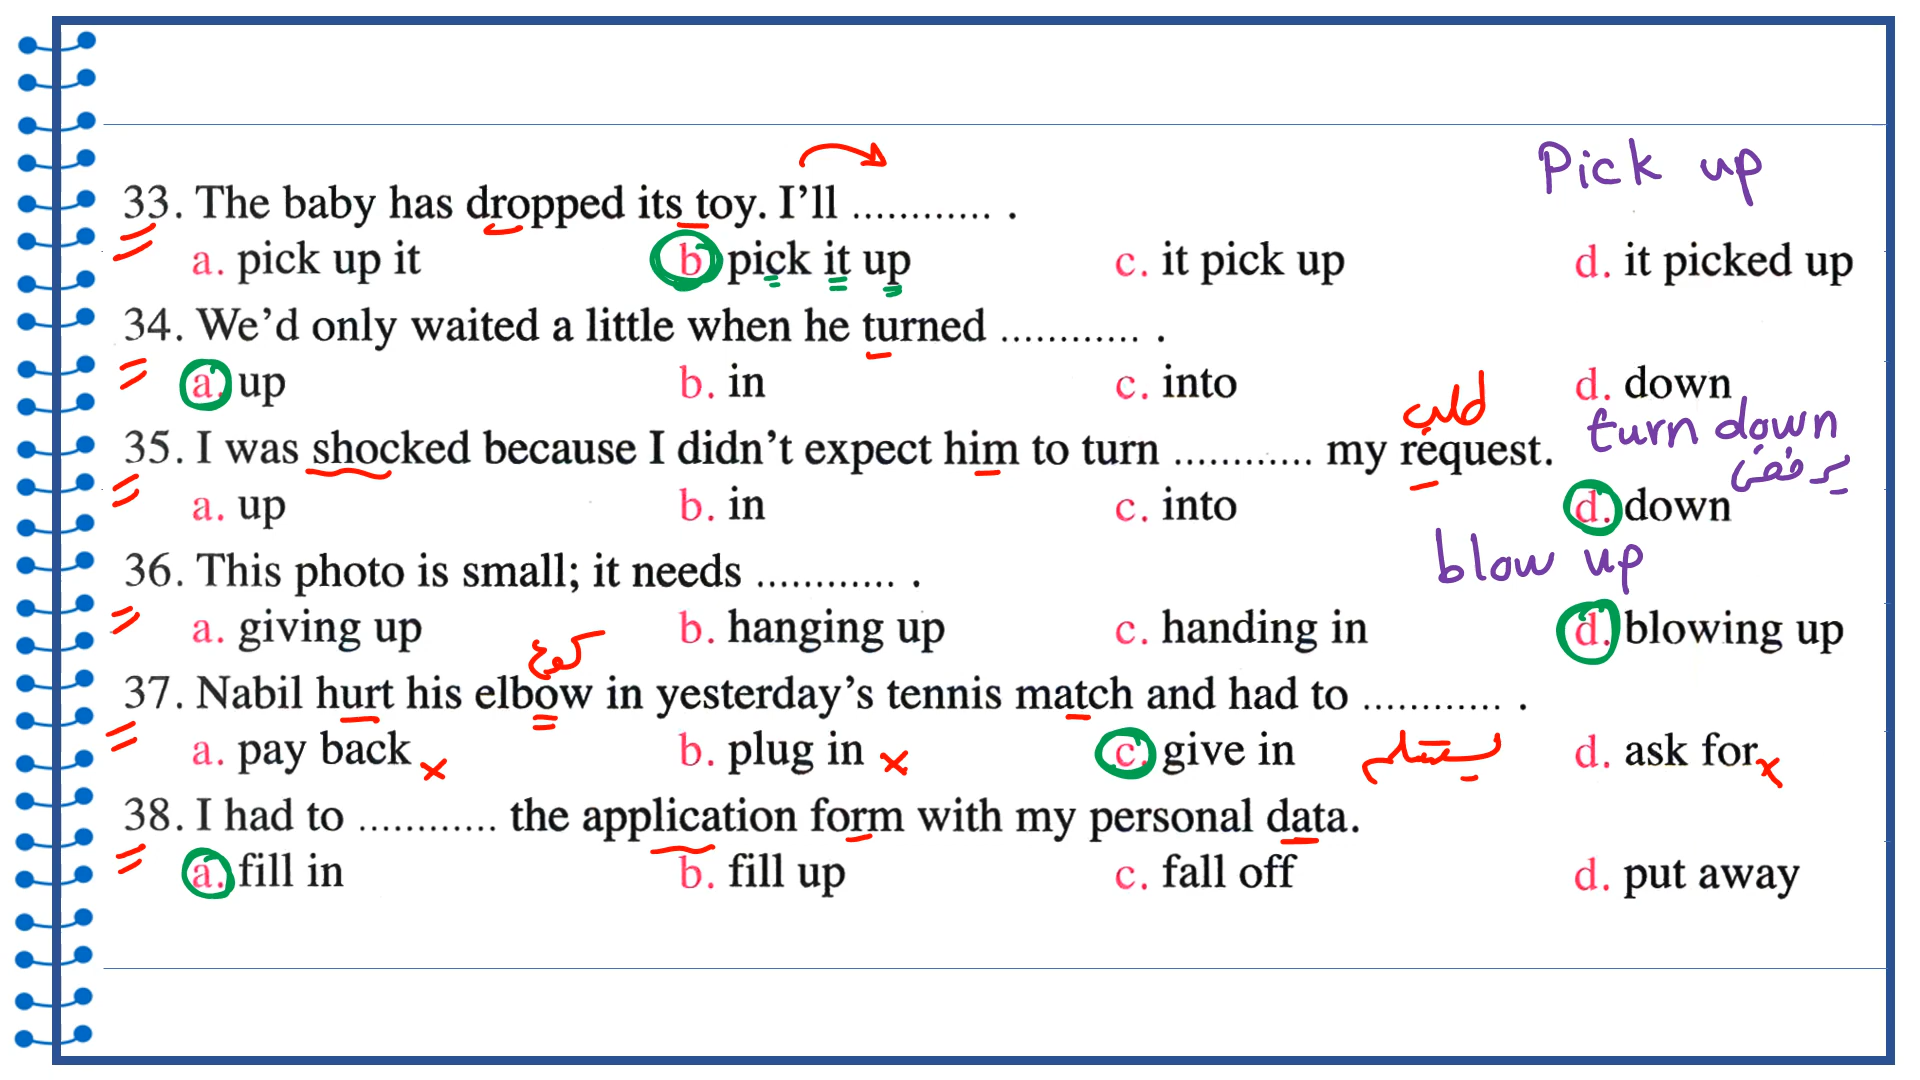 Pick up
33. The baby has dropped its toy. I'll ............ .
a. pick up it b. pick it up c. it pick up d. it picked up
34. We'd only waited a little when he turned ............ .
a. up b. in c. into d. down
طلب
turn down
35. I was shocked because I didn't expect him to turn ............ my request.
يرفض
a. up b. in c. into d. down
blow up
36. This photo is small; it needs ............ .
a. giving up b. hanging up c. handing in d. blowing up
كوع
37. Nabil hurt his elbow in yesterday's tennis match and had to ............ .
a. pay back x b. plug in x c. give in يستسلم d. ask for x
38. I had to ............ the application form with my personal data.
a. fill in b. fill up c. fall off d. put away